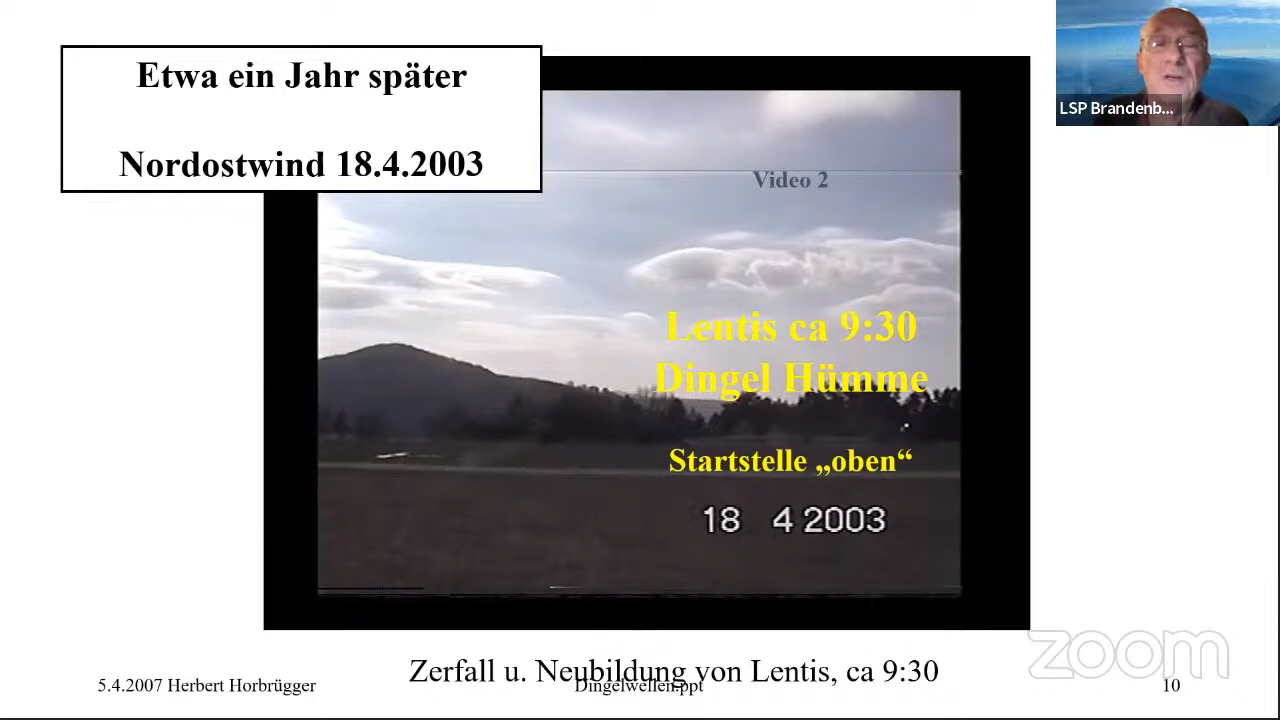 Etwa ein Jahr später
Nordostwind 18.4.2003
LSP Brandenb...
Video 2
Lentis ca 9:30
Dingel Hümme
Startstelle „oben“
18 4 2003
zoom
Zerfall u. Neubildung von Lentis, ca 9:30
5.4.2007 Herbert Horbrügger
Dingelwellen.ppt
10